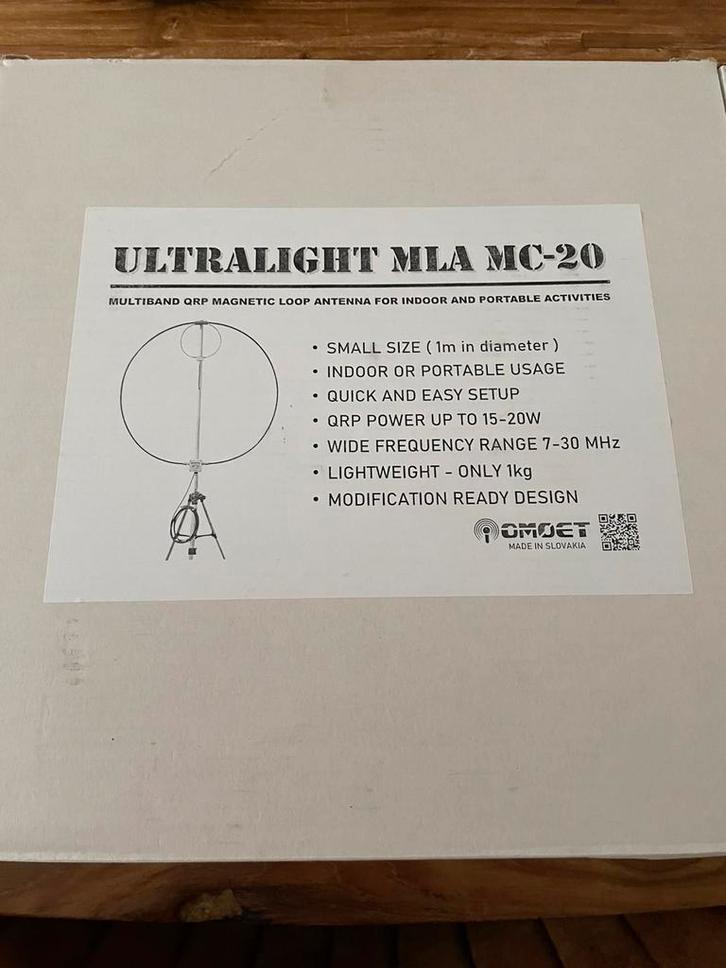 ULTRALIGHT MLA MC-20
MULTIBAND QRP MAGNETIC LOOP ANTENNA FOR INDOOR AND PORTABLE ACTIVITIES
• SMALL SIZE ( 1m in diameter )
• INDOOR OR PORTABLE USAGE
• QUICK AND EASY SETUP
• QRP POWER UP TO 15-20W
• WIDE FREQUENCY RANGE 7-30 MHz
• LIGHTWEIGHT - ONLY 1kg
• MODIFICATION READY DESIGN
OM0ET
MADE IN SLOVAKIA